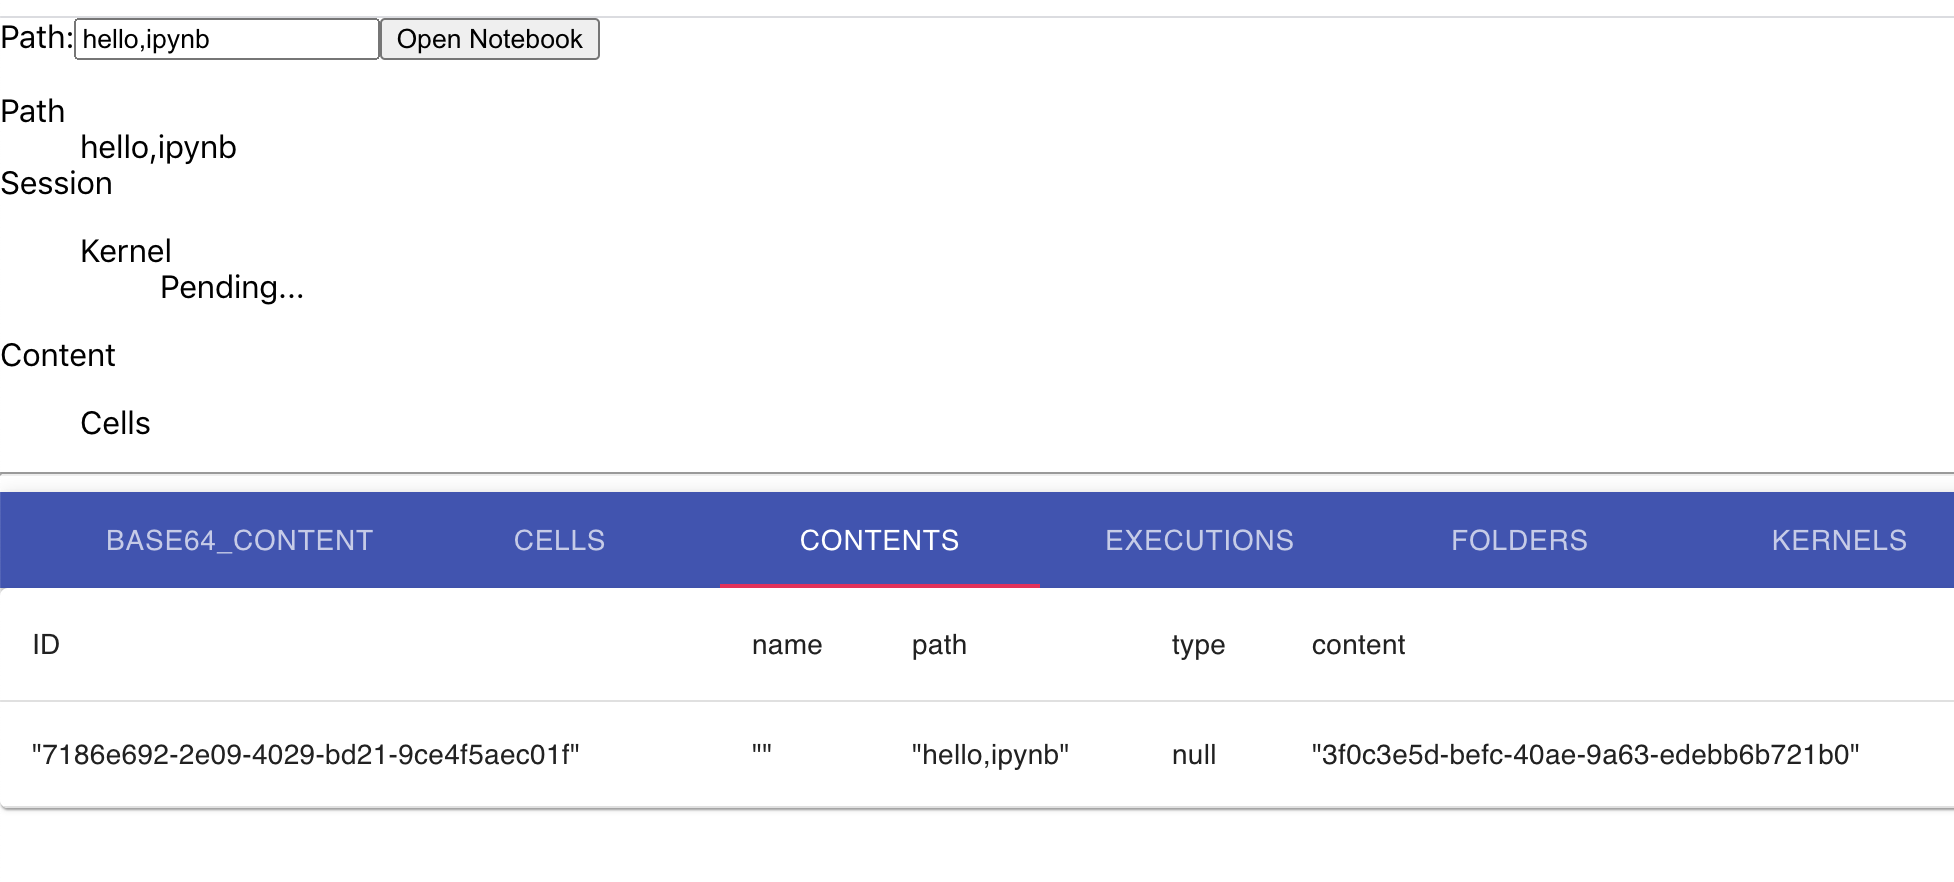 Path: hello,ipynb Open Notebook
Path
hello,ipynb
Session
Kernel
Pending...
Content
Cells
BASE64_CONTENT CELLS CONTENTS EXECUTIONS FOLDERS KERNELS
ID name path type content
"7186e692-2e09-4029-bd21-9ce4f5aec01f" "" "hello,ipynb" null "3f0c3e5d-befc-40ae-9a63-edebb6b721b0"